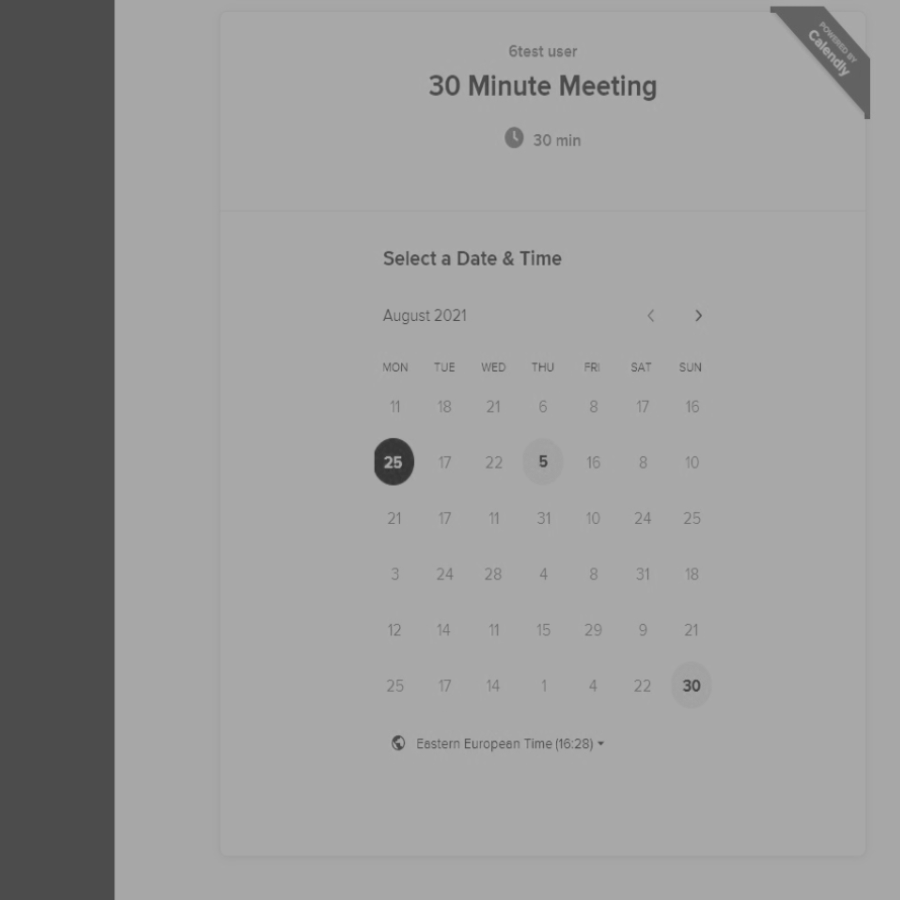 POWERED BY
Calendly
6test user
30 Minute Meeting
30 min
Select a Date & Time
August 2021
MON TUE WED THU FRI SAT SUN
11 18 21 6 8 17 16
25 17 22 5 16 8 10
21 17 11 31 10 24 25
3 24 28 4 8 31 18
12 14 11 15 29 9 21
25 17 14 1 4 22 30
Eastern European Time (16:28)